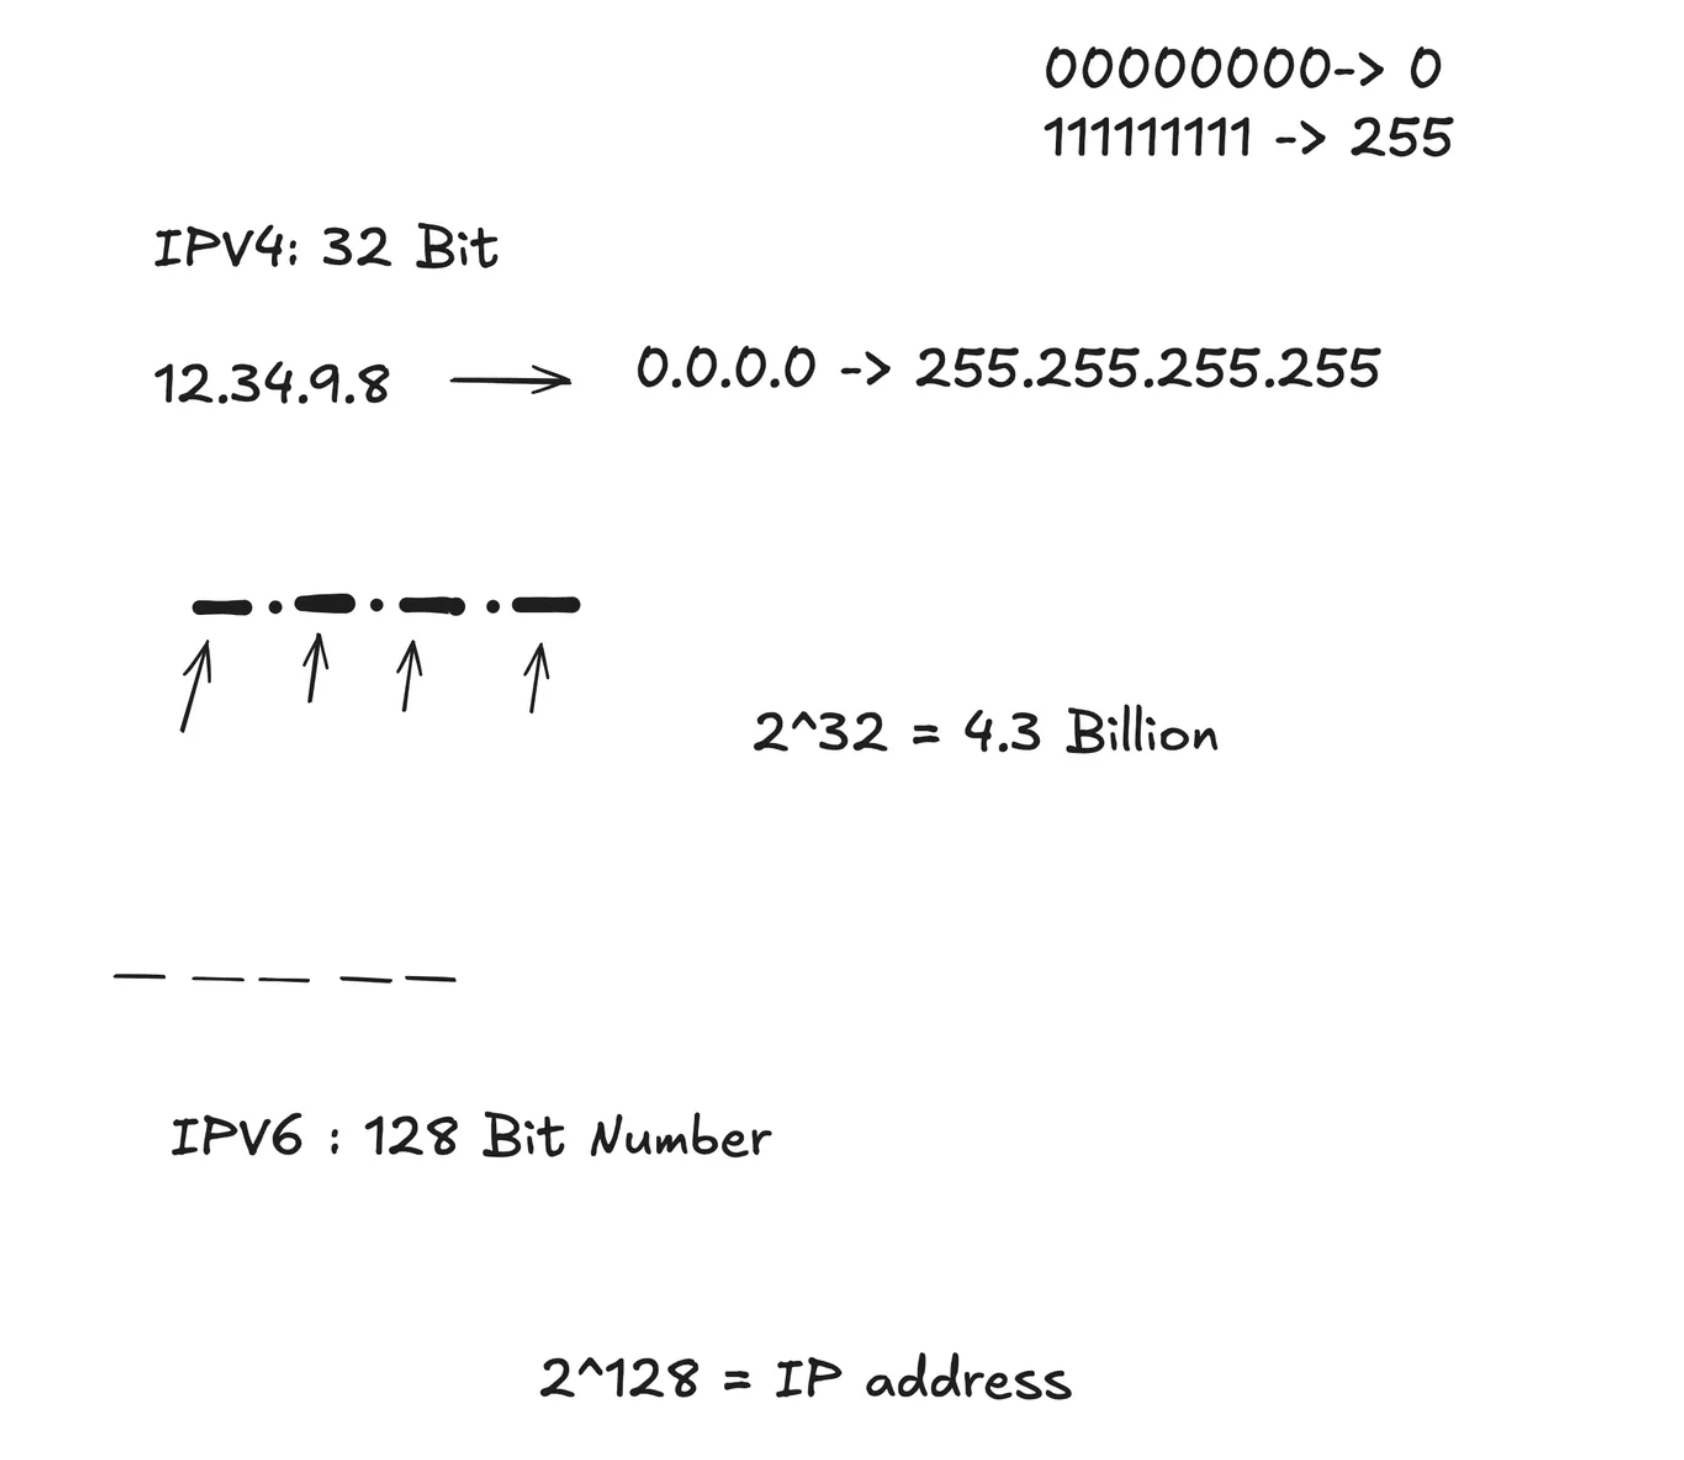 00000000-> 0
111111111 -> 255
IPV4: 32 Bit
12.34.9.8
0.0.0.0 -> 255.255.255.255
2^32 = 4.3 Billion
IPV6 : 128 Bit Number
2^128 = IP address